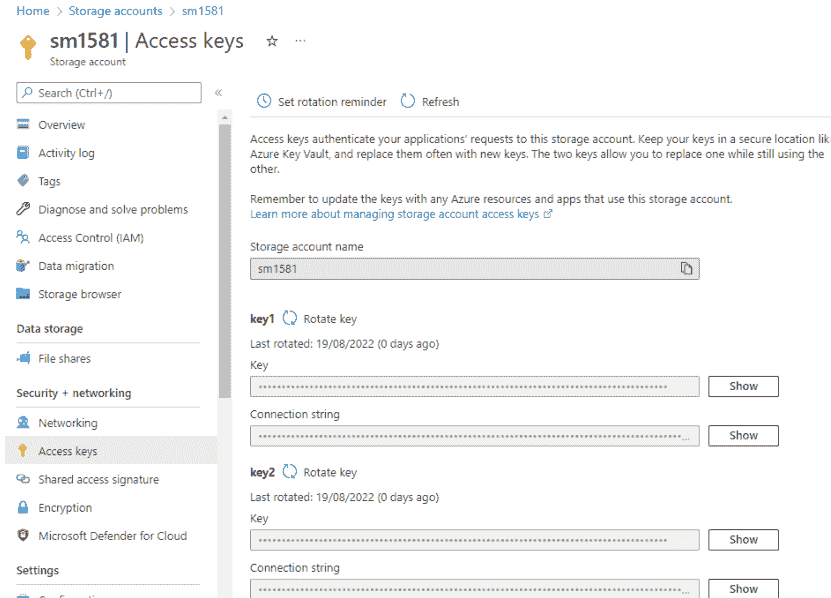 Home > Storage accounts > sm1581
sm1581 | Access keys
Storage account
Search (Ctrl+/)
Overview
Activity log
Tags
Diagnose and solve problems
Access Control (IAM)
Data migration
Storage browser
Data storage
File shares
Security + networking
Networking
Access keys
Shared access signature
Encryption
Microsoft Defender for Cloud
Settings
Set rotation reminder
Refresh
Access keys authenticate your applications' requests to this storage account. Keep your keys in a secure location
Azure Key Vault, and replace them often with new keys. The two keys allow you to replace one while still using the
other.
Remember to update the keys with any Azure resources and apps that use this storage account.
Learn more about managing storage account access keys
Storage account name
sm1581
key1 Rotate key
Last rotated: 19/08/2022 (0 days ago)
Key
Show
Connection string
Show
key2 Rotate key
Last rotated: 19/08/2022 (0 days ago)
Key
Show
Connection string
Show